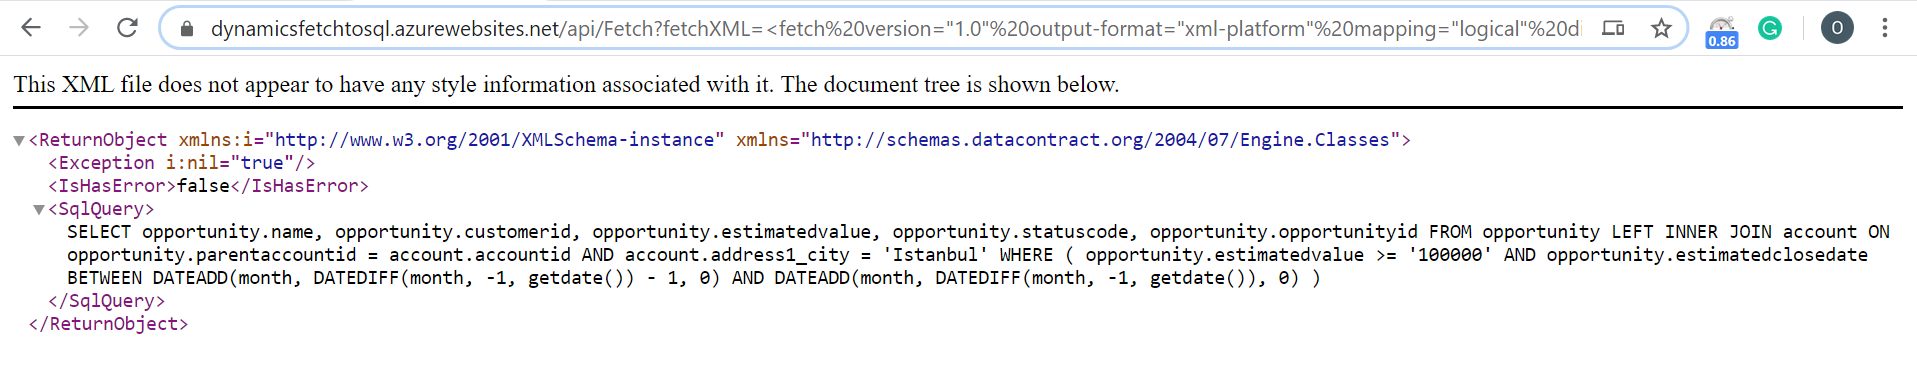 dynamicsfetchtosql.azurewebsites.net/api/Fetch?fetchXML=<fetch%20version="1.0"%20output-format="xml-platform"%20mapping="logical"%20di
0.86
O
This XML file does not appear to have any style information associated with it. The document tree is shown below.
<ReturnObject xmlns:i="http://www.w3.org/2001/XMLSchema-instance" xmlns="http://schemas.datacontract.org/2004/07/Engine.Classes">
<Exception i:nil="true"/>
<IsHasError>false</IsHasError>
<SqlQuery>
SELECT opportunity.name, opportunity.customerid, opportunity.estimatedvalue, opportunity.statuscode, opportunity.opportunityid FROM opportunity LEFT INNER JOIN account ON
opportunity.parentaccountid = account.accountid AND account.address1_city = 'Istanbul' WHERE ( opportunity.estimatedvalue >= '100000' AND opportunity.estimatedclosedate
BETWEEN DATEADD(month, DATEDIFF(month, -1, getdate()) - 1, 0) AND DATEADD(month, DATEDIFF(month, -1, getdate()), 0) )
</SqlQuery>
</ReturnObject>